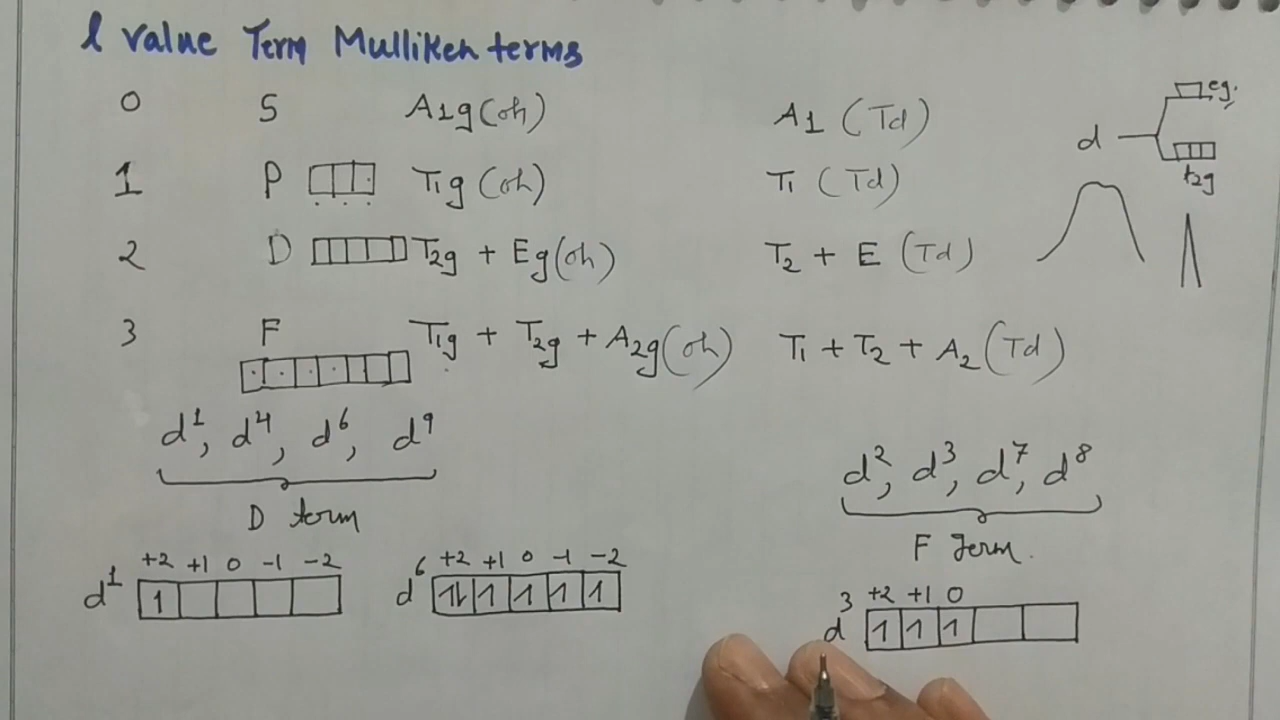 l value Term Mulliken terms
0 S A1g(oh) A1 (Td)
eg.
d
t2g
1 P T1g (oh) T1 (Td)
2 D T2g + Eg(oh) T2 + E (Td)
3 F T1g + T2g + A2g(oh) T1 + T2 + A2 (Td)
d1, d4, d6, d9
D term
d2, d3, d7, d8
F Term.
+2 +1 0 -1 -2
d1 1
+2 +1 0 -1 -2
d6 1⇂ 1 1 1 1
+2 +1 0
d3 1 1 1